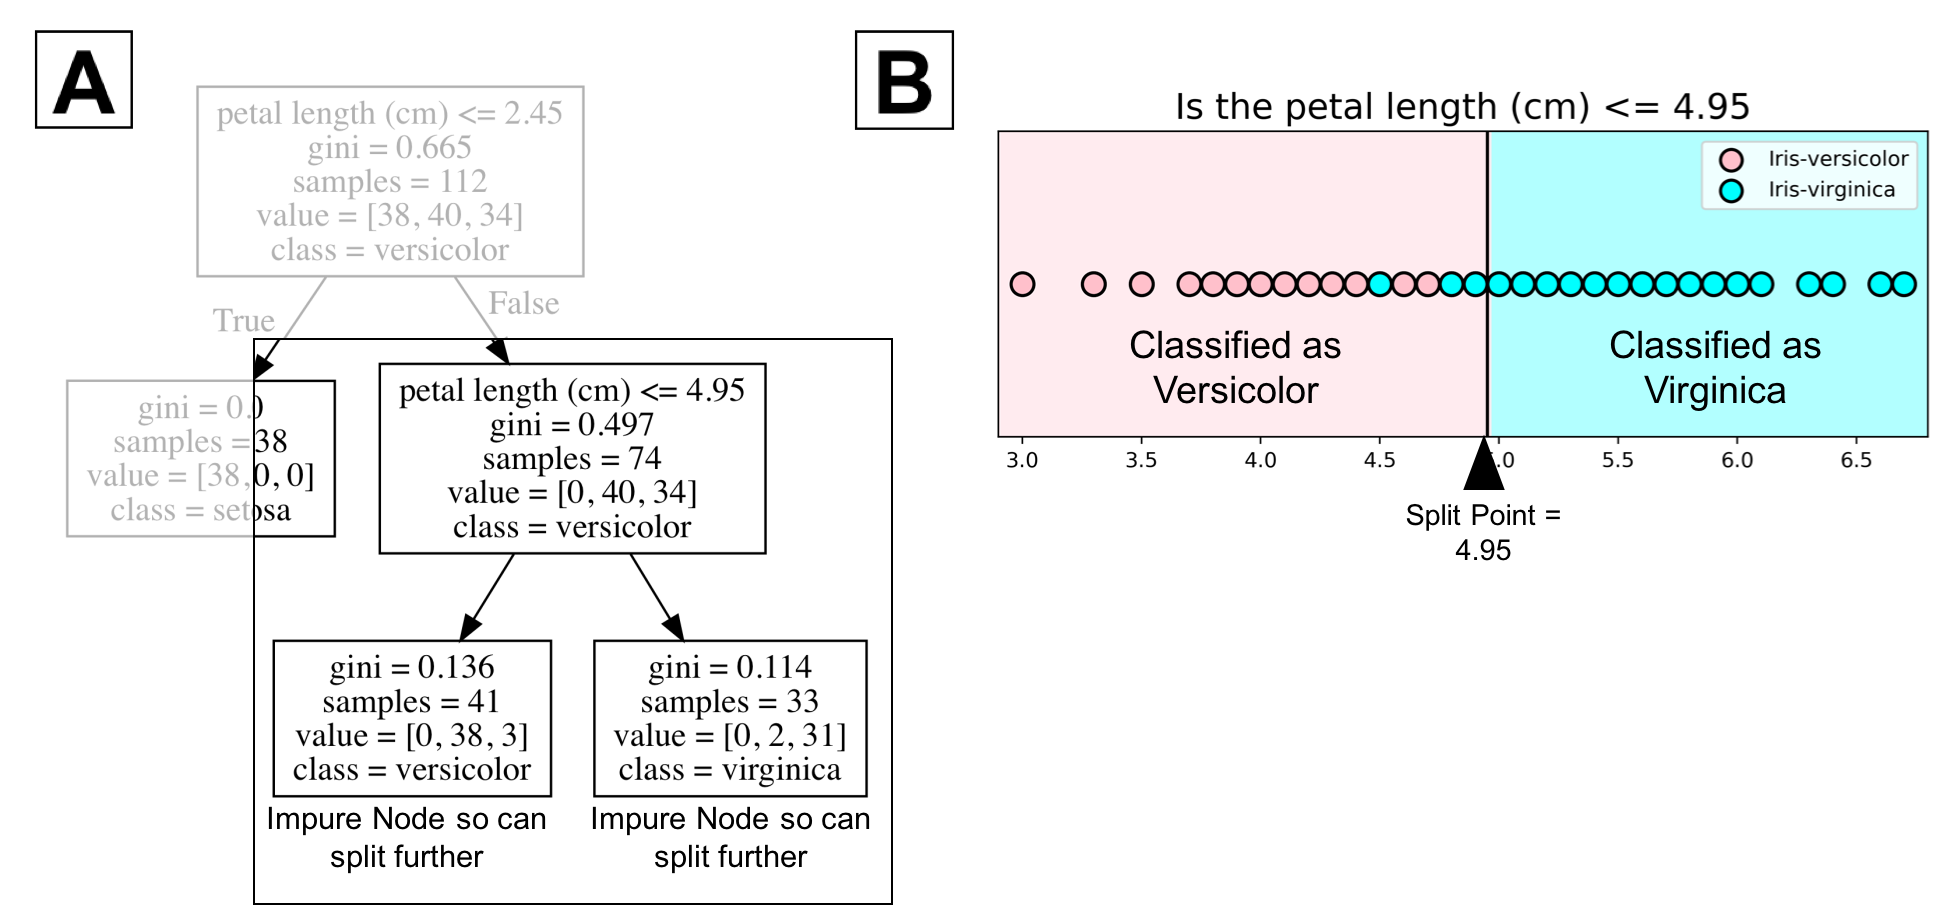 A
petal length (cm) <= 2.45
gini = 0.665
samples = 112
value = [38, 40, 34]
class = versicolor
True
False
gini = 0.0
samples = 38
value = [38, 0, 0]
class = setosa
petal length (cm) <= 4.95
gini = 0.497
samples = 74
value = [0, 40, 34]
class = versicolor
gini = 0.136
samples = 41
value = [0, 38, 3]
class = versicolor
Impure Node so can
split further
gini = 0.114
samples = 33
value = [0, 2, 31]
class = virginica
Impure Node so can
split further
B
Is the petal length (cm) <= 4.95
Iris-versicolor
Iris-virginica
Classified as
Versicolor
Classified as
Virginica
3.0 3.5 4.0 4.5 .0 5.5 6.0 6.5
Split Point =
4.95